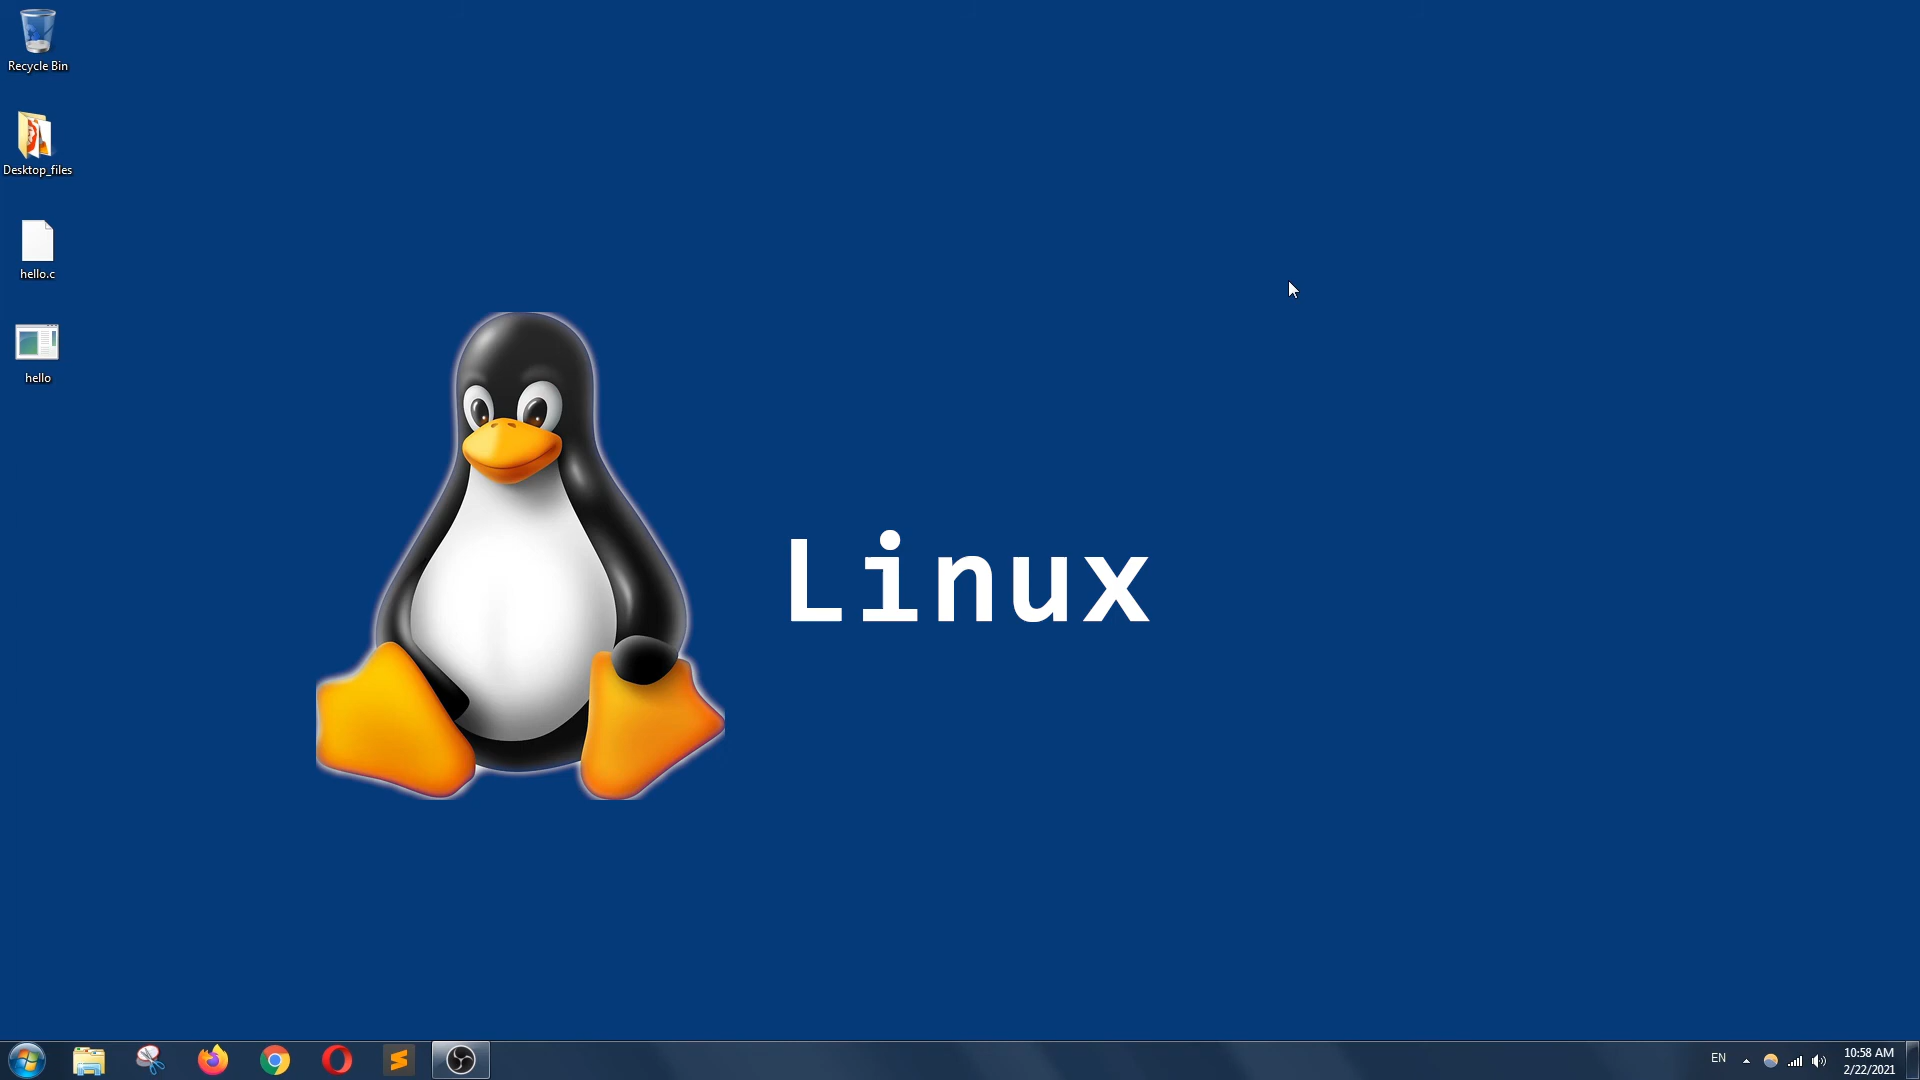 Recycle Bin
Desktop_files
hello.c
hello
Linux
EN
10:58 AM
2/22/2021